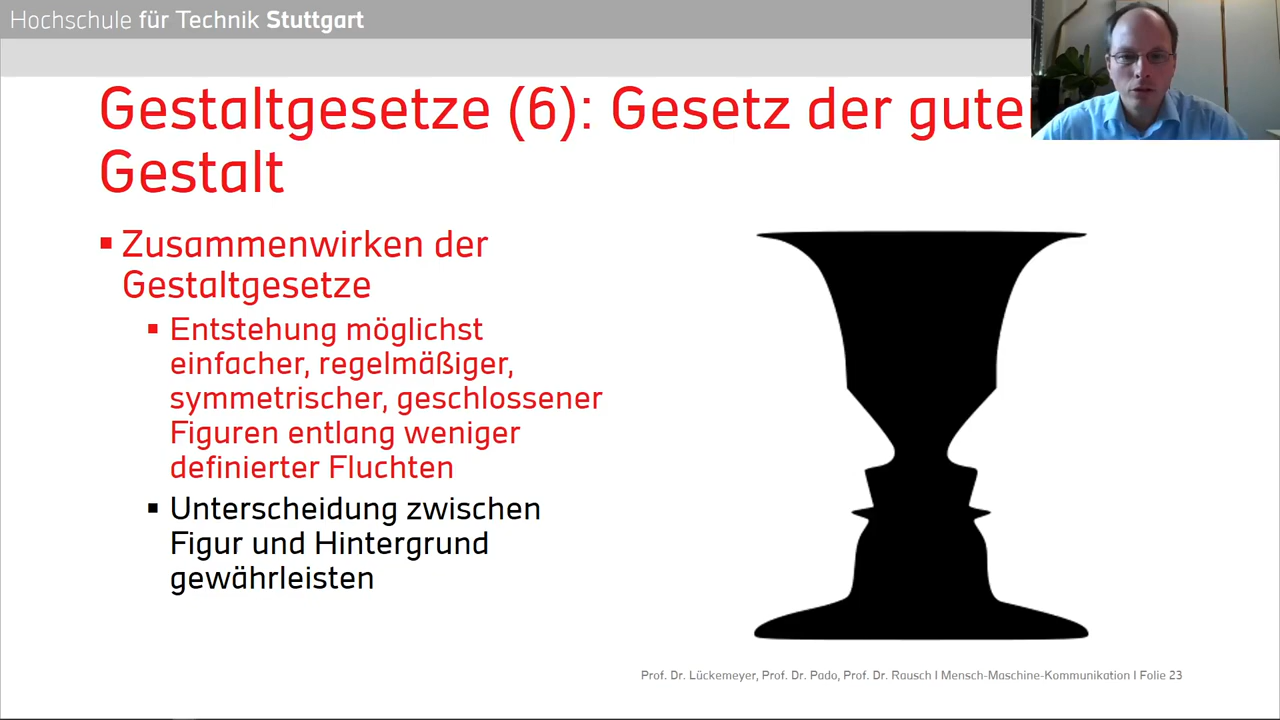 Hochschule für Technik Stuttgart
Gestaltgesetze (6): Gesetz der guter
Gestalt
Zusammenwirken der
Gestaltgesetze
Entstehung möglichst
einfacher, regelmäßiger,
symmetrischer, geschlossener
Figuren entlang weniger
definierter Fluchten
Unterscheidung zwischen
Figur und Hintergrund
gewährleisten
Prof. Dr. Lückemeyer, Prof. Dr. Pado, Prof. Dr. Rausch I Mensch-Maschine-Kommunikation I Folie 23